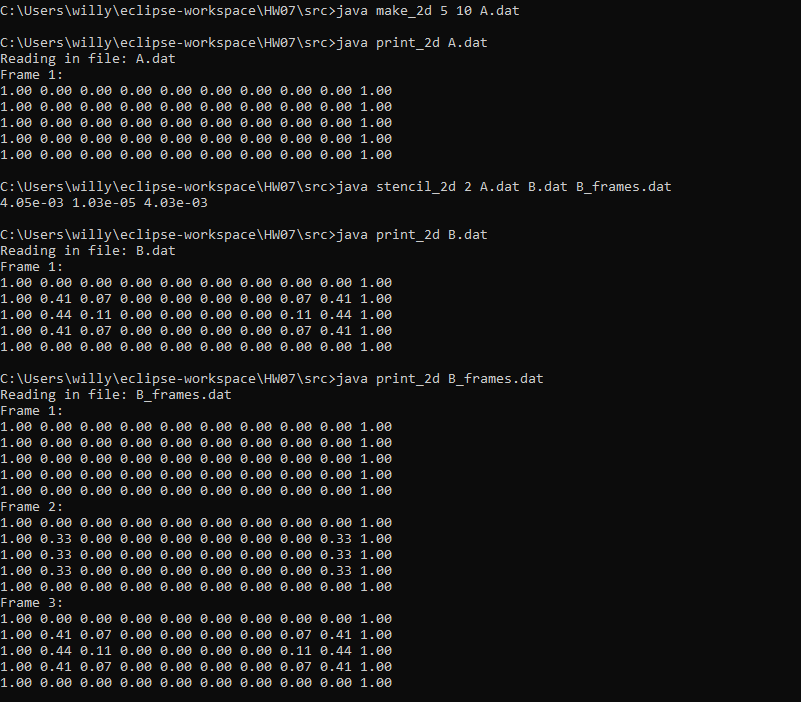 C:\Users\willy\eclipse-workspace\HW07\src>java make_2d 5 10 A.dat
C:\Users\willy\eclipse-workspace\HW07\src>java print_2d A.dat
Reading in file: A.dat
Frame 1:
1.00 0.00 0.00 0.00 0.00 0.00 0.00 0.00 0.00 1.00
1.00 0.00 0.00 0.00 0.00 0.00 0.00 0.00 0.00 1.00
1.00 0.00 0.00 0.00 0.00 0.00 0.00 0.00 0.00 1.00
1.00 0.00 0.00 0.00 0.00 0.00 0.00 0.00 0.00 1.00
1.00 0.00 0.00 0.00 0.00 0.00 0.00 0.00 0.00 1.00
C:\Users\willy\eclipse-workspace\HW07\src>java stencil_2d 2 A.dat B.dat B_frames.dat
4.05e-03 1.03e-05 4.03e-03
C:\Users\willy\eclipse-workspace\HW07\src>java print_2d B.dat
Reading in file: B.dat
Frame 1:
1.00 0.00 0.00 0.00 0.00 0.00 0.00 0.00 0.00 1.00
1.00 0.41 0.07 0.00 0.00 0.00 0.00 0.07 0.41 1.00
1.00 0.44 0.11 0.00 0.00 0.00 0.00 0.11 0.44 1.00
1.00 0.41 0.07 0.00 0.00 0.00 0.00 0.07 0.41 1.00
1.00 0.00 0.00 0.00 0.00 0.00 0.00 0.00 0.00 1.00
C:\Users\willy\eclipse-workspace\HW07\src>java print_2d B_frames.dat
Reading in file: B_frames.dat
Frame 1:
1.00 0.00 0.00 0.00 0.00 0.00 0.00 0.00 0.00 1.00
1.00 0.00 0.00 0.00 0.00 0.00 0.00 0.00 0.00 1.00
1.00 0.00 0.00 0.00 0.00 0.00 0.00 0.00 0.00 1.00
1.00 0.00 0.00 0.00 0.00 0.00 0.00 0.00 0.00 1.00
1.00 0.00 0.00 0.00 0.00 0.00 0.00 0.00 0.00 1.00
Frame 2:
1.00 0.00 0.00 0.00 0.00 0.00 0.00 0.00 0.00 1.00
1.00 0.33 0.00 0.00 0.00 0.00 0.00 0.00 0.33 1.00
1.00 0.33 0.00 0.00 0.00 0.00 0.00 0.00 0.33 1.00
1.00 0.33 0.00 0.00 0.00 0.00 0.00 0.00 0.33 1.00
1.00 0.00 0.00 0.00 0.00 0.00 0.00 0.00 0.00 1.00
Frame 3:
1.00 0.00 0.00 0.00 0.00 0.00 0.00 0.00 0.00 1.00
1.00 0.41 0.07 0.00 0.00 0.00 0.00 0.07 0.41 1.00
1.00 0.44 0.11 0.00 0.00 0.00 0.00 0.11 0.44 1.00
1.00 0.41 0.07 0.00 0.00 0.00 0.00 0.07 0.41 1.00
1.00 0.00 0.00 0.00 0.00 0.00 0.00 0.00 0.00 1.00